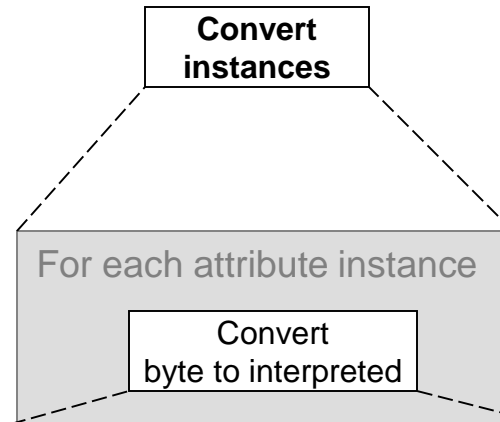 Convert
instances
For each attribute instance
Convert
byte to interpreted